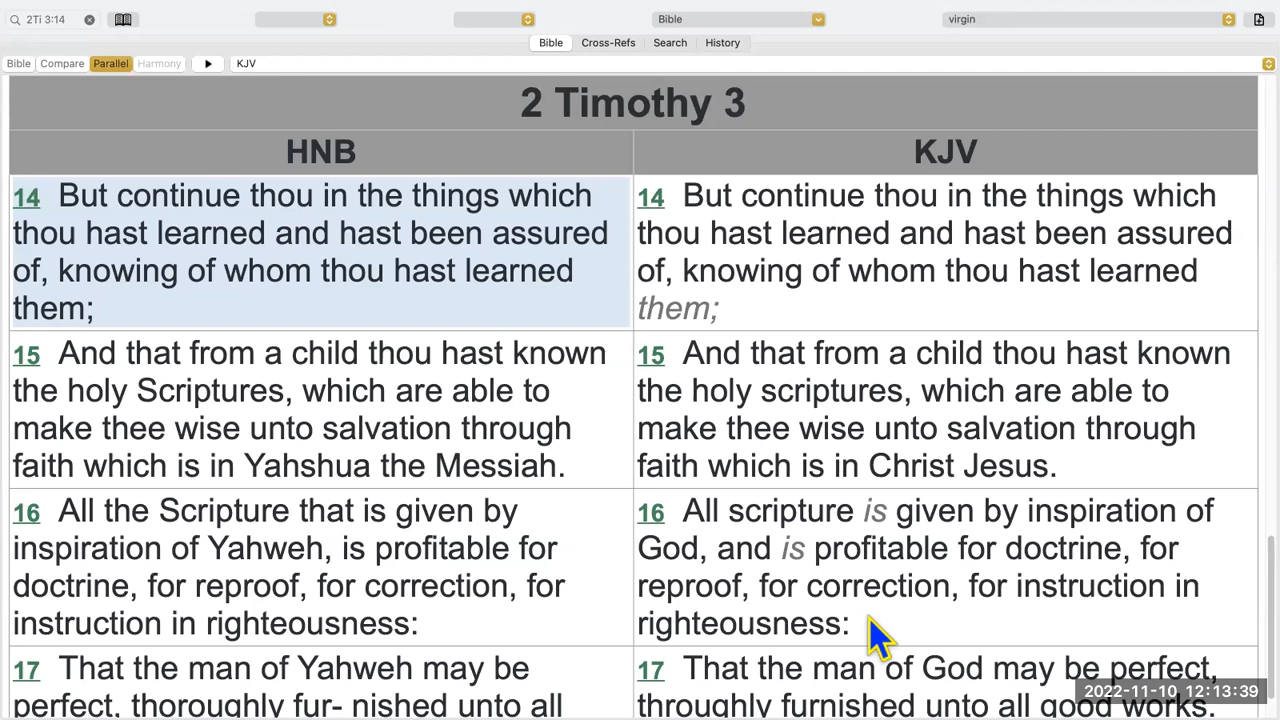 2Ti 3:14
Bible
virgin
Bible Cross-Refs Search History
Bible Compare Parallel Harmony KJV
2 Timothy 3
HNB
14 But continue thou in the things which
thou hast learned and hast been assured
of, knowing of whom thou hast learned
them;
15 And that from a child thou hast known
the holy Scriptures, which are able to
make thee wise unto salvation through
faith which is in Yahshua the Messiah.
16 All the Scripture that is given by
inspiration of Yahweh, is profitable for
doctrine, for reproof, for correction, for
instruction in righteousness:
17 That the man of Yahweh may be
perfect, thoroughly fur- nished unto all
KJV
14 But continue thou in the things which
thou hast learned and hast been assured
of, knowing of whom thou hast learned
them;
15 And that from a child thou hast known
the holy scriptures, which are able to
make thee wise unto salvation through
faith which is in Christ Jesus.
16 All scripture is given by inspiration of
God, and is profitable for doctrine, for
reproof, for correction, for instruction in
righteousness:
17 That the man of God may be perfect,
throughly furnished unto all good works.
2022-11-10 12:13:39